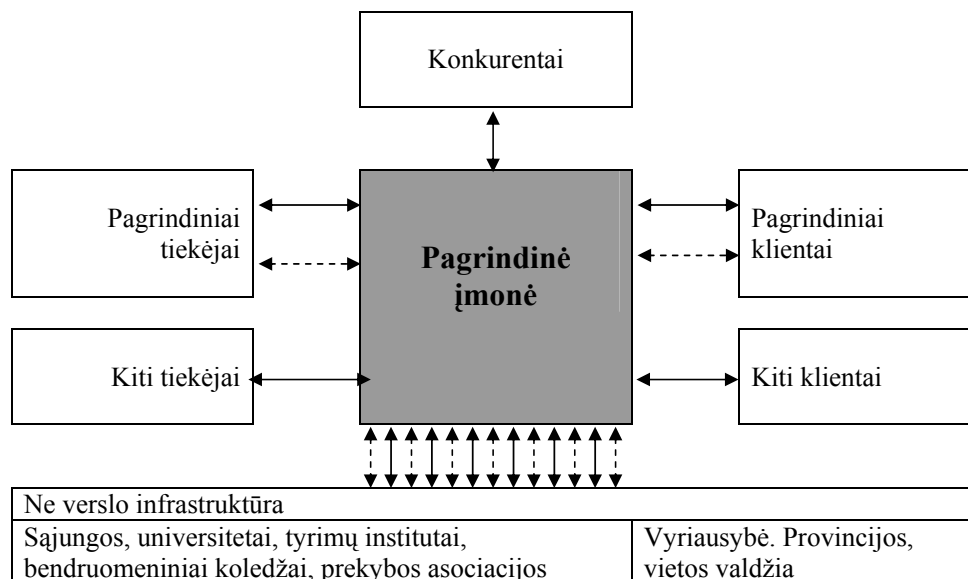 Konkurentai
Pagrindiniai
tiekėjai
Pagrindinė
įmonė
Pagrindiniai
klientai
Kiti tiekėjai
Kiti klientai
Ne verslo infrastruktūra
Sąjungos, universitetai, tyrimų institutai,
bendruomeniniai koledžai, prekybos asociacijos
Vyriausybė. Provincijos,
vietos valdžia